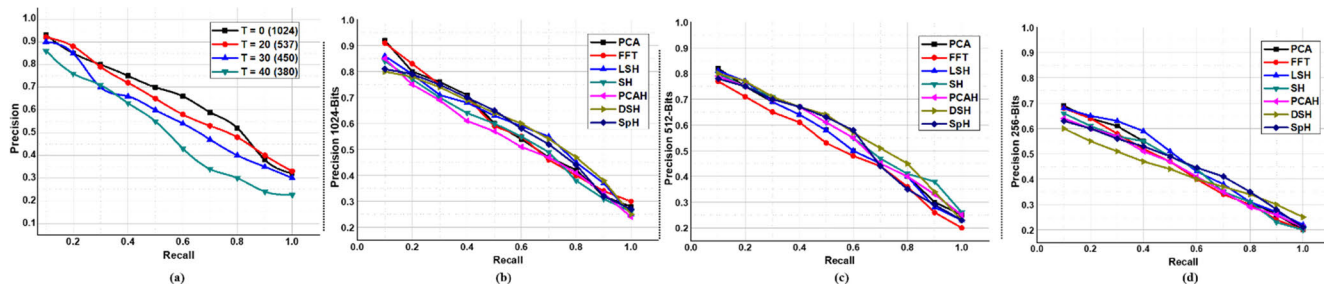 Precision
1.0
0.9
0.8
0.7
0.6
0.5
0.4
0.3
0.2
0.1
T = 0 (1024)
T = 20 (537)
T = 30 (450)
T = 40 (380)
0.2 0.4 0.6 0.8 1.0
Recall
(a)
Precision 1024-Bits
1.0
0.9
0.8
0.7
0.6
0.5
0.4
0.3
0.2
PCA
FFT
LSH
SH
PCAH
DSH
SpH
0.0 0.2 0.4 0.6 0.8 1.0
Recall
(b)
Precision 512-Bits
1.0
0.9
0.8
0.7
0.6
0.5
0.4
0.3
0.2
PCA
FFT
LSH
SH
PCAH
DSH
SpH
0.0 0.2 0.4 0.6 0.8 1.0
Recall
(c)
Precision 256-Bits
1.0
0.9
0.8
0.7
0.6
0.5
0.4
0.3
0.2
PCA
FFT
LSH
SH
PCAH
DSH
SpH
0.0 0.2 0.4 0.6 0.8 1.0
Recall
(d)